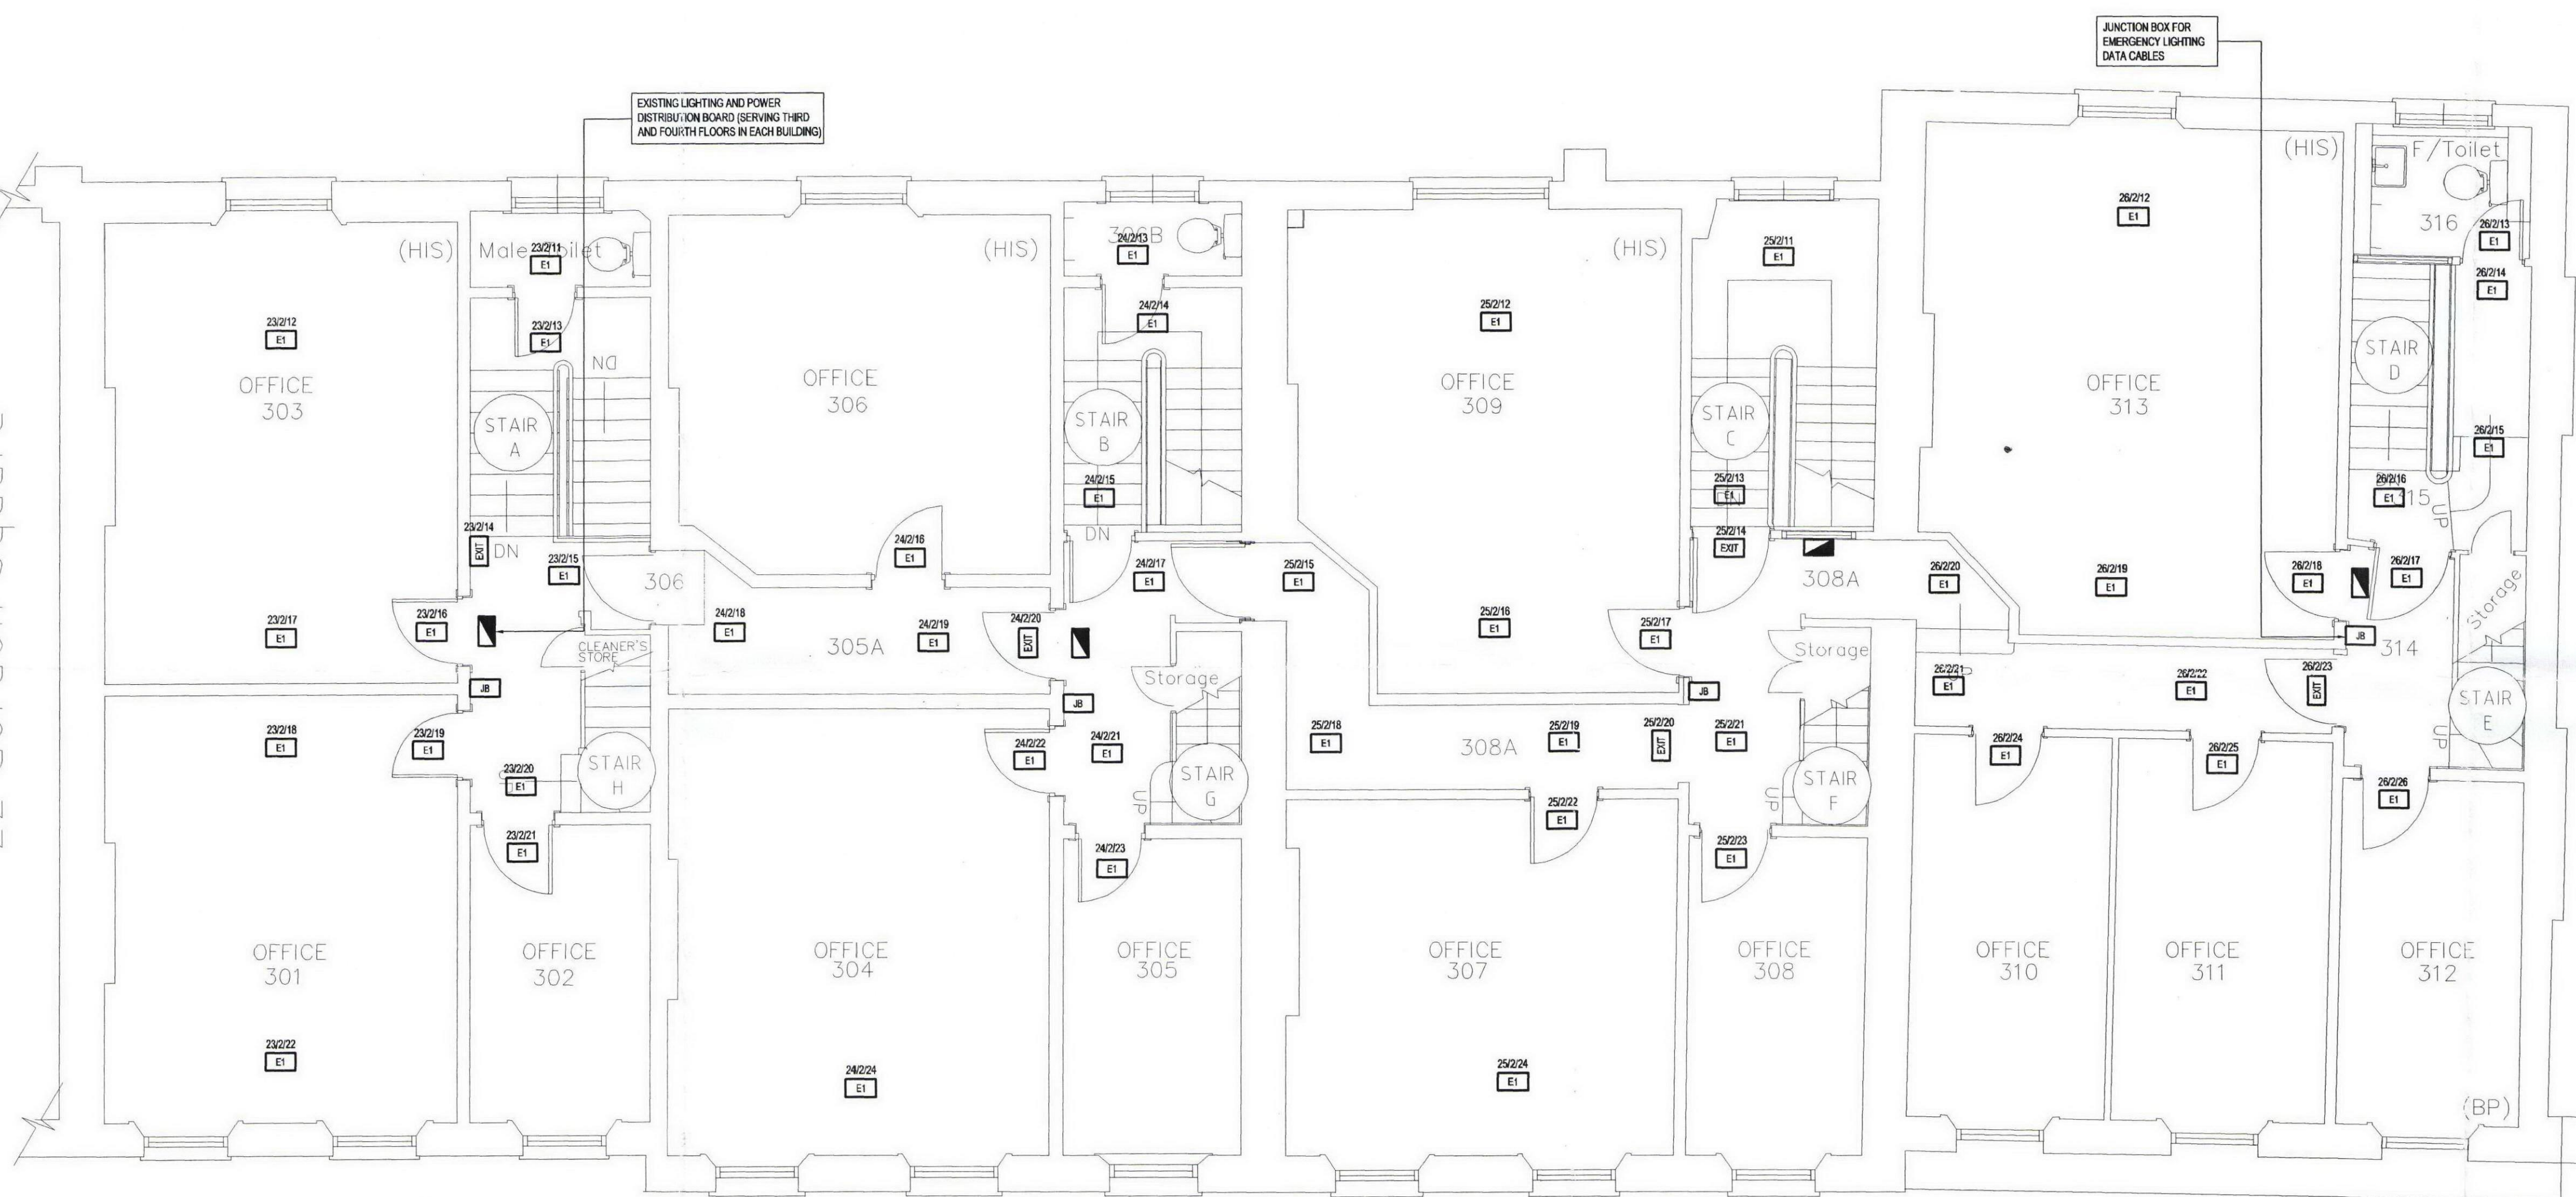 JUNCTION BOX FOR
EMERGENCY LIGHTING
DATA CABLES
EXISTING LIGHTING AND POWER
DISTRIBUTION BOARD (SERVING THIRD
AND FOURTH FLOORS IN EACH BUILDING)
(HIS)
Male Toilet
23/2/11
E1
23/2/12
E1
23/2/13
E1
DN
OFFICE
303
STAIR
A
23/2/14
EXIT
DN
23/2/15
E1
23/2/16
E1
23/2/17
E1
306
CLEANER'S
STORE
JB
23/2/18
E1
23/2/19
E1
23/2/20
E1
STAIR
H
23/2/21
E1
OFFICE
301
OFFICE
302
23/2/22
E1
(HIS)
OFFICE
306
306B
24/2/13
E1
24/2/14
E1
STAIR
B
24/2/15
E1
DN
24/2/16
E1
24/2/17
E1
24/2/18
E1
24/2/19
E1
305A
24/2/20
EXIT
Storage
JB
24/2/21
E1
24/2/22
E1
STAIR
G
UP
24/2/23
E1
OFFICE
304
OFFICE
305
24/2/24
E1
(HIS)
25/2/11
E1
25/2/12
E1
OFFICE
309
STAIR
C
25/2/13
E1
DN
25/2/14
EXIT
25/2/15
E1
25/2/16
E1
25/2/17
E1
308A
Storage
JB
25/2/18
E1
308A
25/2/19
E1
25/2/20
EXIT
25/2/21
E1
STAIR
F
UP
25/2/22
E1
25/2/23
E1
OFFICE
307
OFFICE
308
25/2/24
E1
(HIS)
F/Toilet
316
26/2/12
E1
26/2/13
E1
26/2/14
E1
STAIR
D
OFFICE
313
26/2/15
E1
26/2/16
E1
DN
315
UP
26/2/17
E1
26/2/18
E1
26/2/19
E1
26/2/20
E1
Storage
JB
314
26/2/21
E1
UP
26/2/22
E1
26/2/23
EXIT
STAIR
E
UP
26/2/24
E1
26/2/25
E1
26/2/26
E1
OFFICE
310
OFFICE
311
OFFICE
312
(BP)